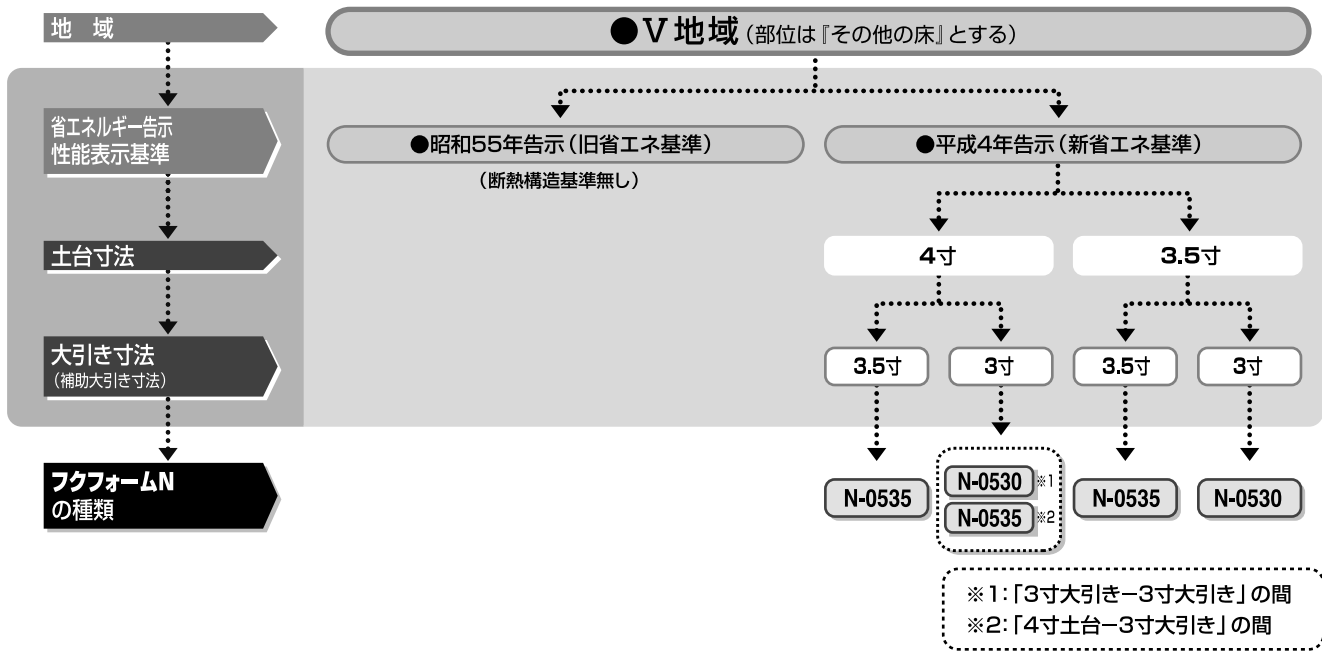 地　域
●Ⅴ 地域（部位は『その他の床』とする）
省エネルギー告示
性能表示基準
●昭和55年告示（旧省エネ基準）
（断熱構造基準無し）
●平成4年告示（新省エネ基準）
土台寸法
4寸
3.5寸
大引き寸法
（補助大引き寸法）
3.5寸
3寸
3.5寸
3寸
フクフォームN
の種類
N-0535
N-0530 ※1
N-0535 ※2
N-0535
N-0530
※1：「3寸大引き−3寸大引き」の間
※2：「4寸土台−3寸大引き」の間